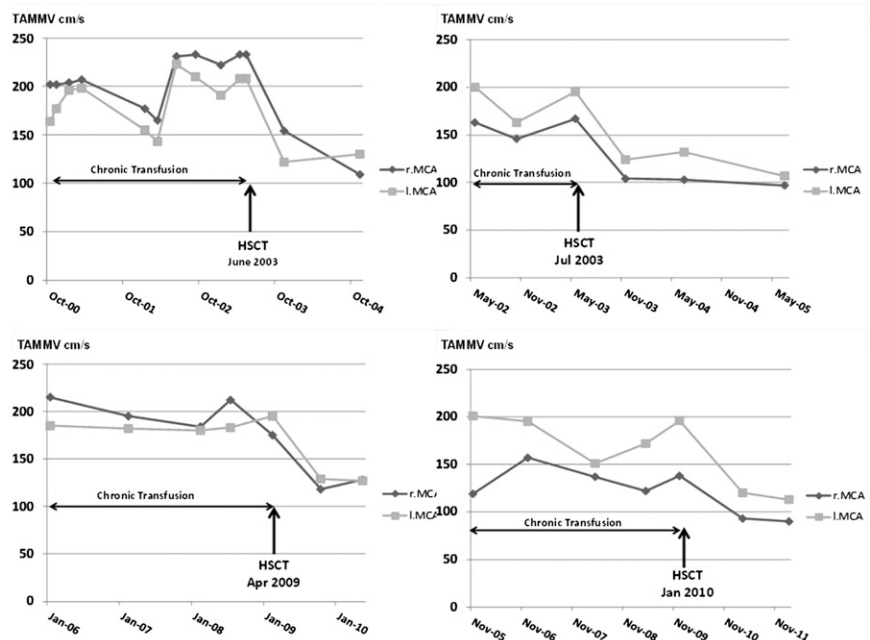 TAMMV cm/s
250
200
150
100
50
0
Chronic Transfusion
HSCT
June 2003
r.MCA
l.MCA
Oct-00
Oct-01
Oct-02
Oct-03
Oct-04
TAMMV cm/s
250
200
150
100
50
0
Chronic Transfusion
HSCT
Jul 2003
r.MCA
l.MCA
May-02
Nov-02
May-03
Nov-03
May-04
Nov-04
May-05
TAMMV cm/s
250
200
150
100
50
0
Chronic Transfusion
HSCT
Apr 2009
r.MCA
l.MCA
Jan-06
Jan-07
Jan-08
Jan-09
Jan-10
TAMMV cm/s
250
200
150
100
50
0
Chronic Transfusion
HSCT
Jan 2010
r.MCA
l.MCA
Nov-05
Nov-06
Nov-07
Nov-08
Nov-09
Nov-10
Nov-11